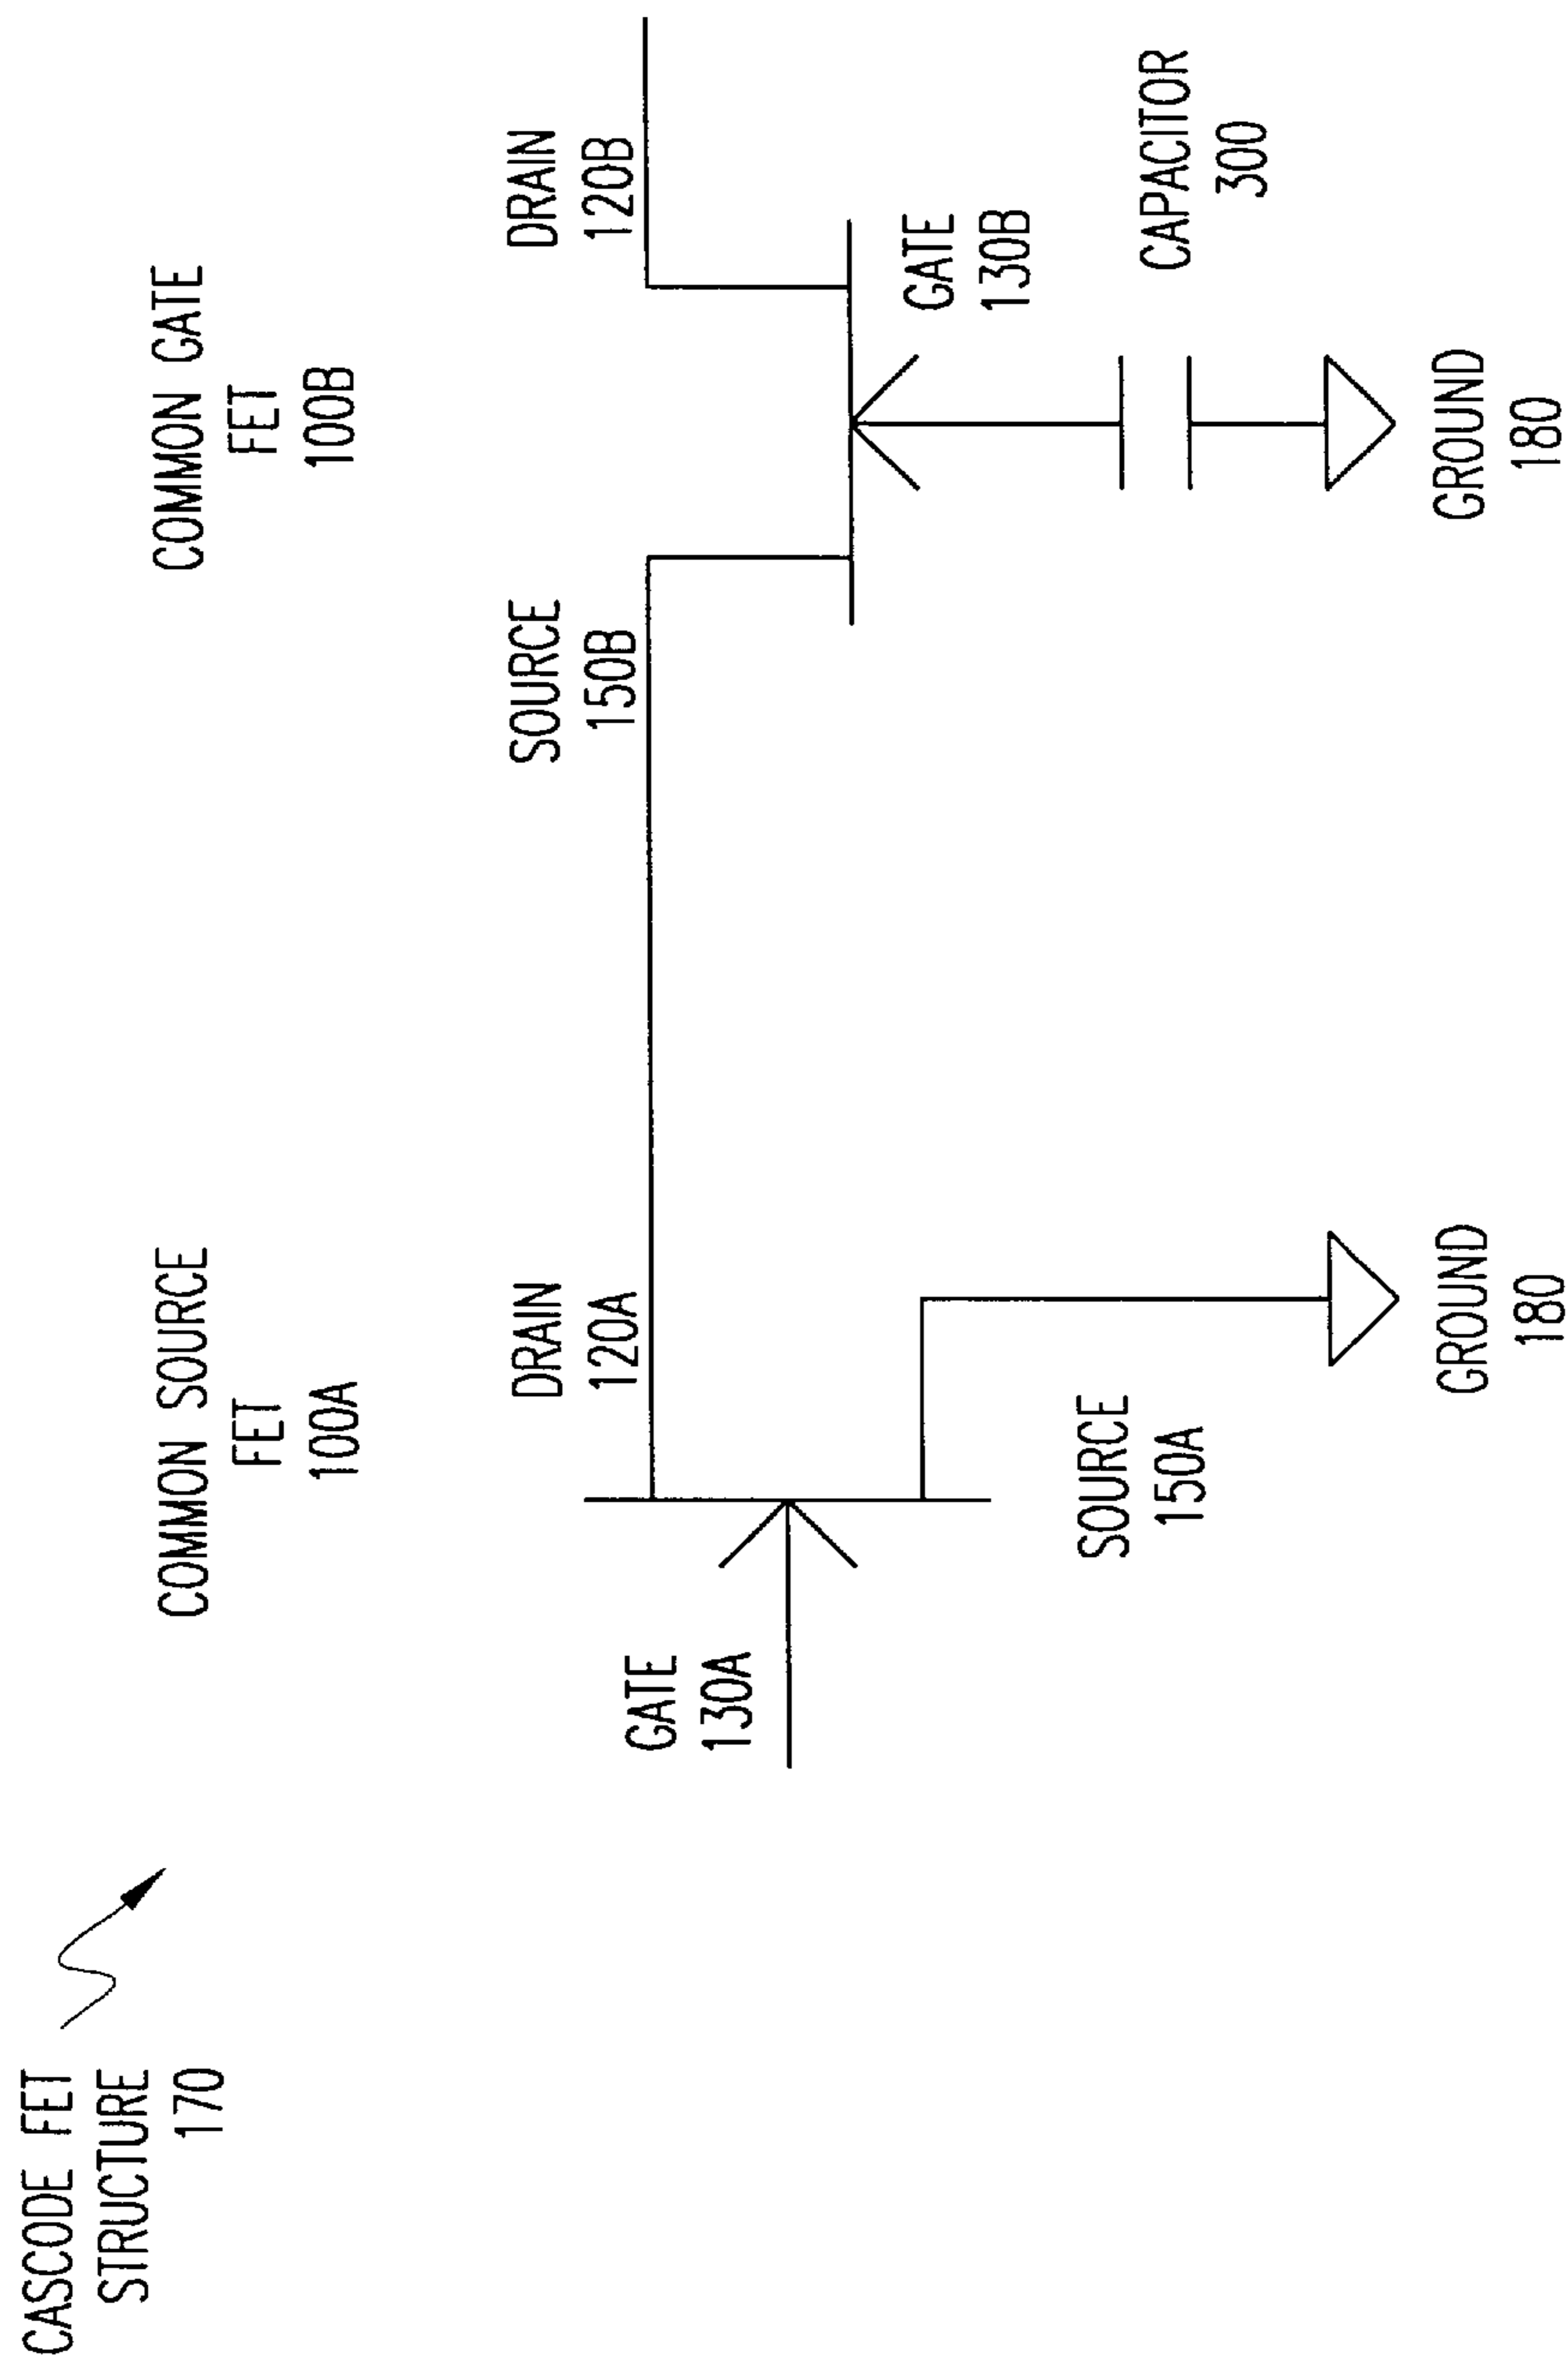 CASCODE FET
STRUCTURE
170
COMMON SOURCE
FET
100A
COMMON GATE
FET
100B
GATE
130A
DRAIN
120A
SOURCE
150A
GROUND
180
SOURCE
150B
DRAIN
120B
GATE
130B
CAPACITOR
300
GROUND
180